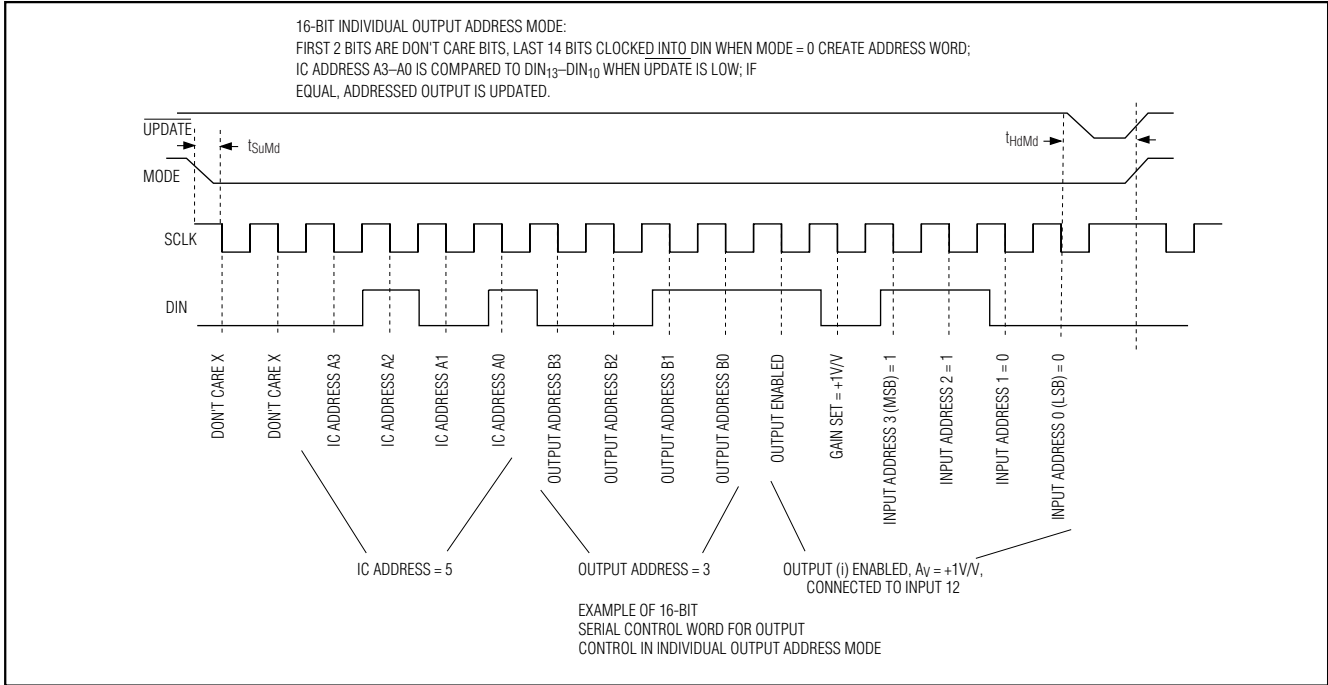 16-BIT INDIVIDUAL OUTPUT ADDRESS MODE:
FIRST 2 BITS ARE DON'T CARE BITS, LAST 14 BITS CLOCKED INTO DIN WHEN MODE = 0 CREATE ADDRESS WORD;
IC ADDRESS A3–A0 IS COMPARED TO DIN13–DIN10 WHEN UPDATE IS LOW; IF
EQUAL, ADDRESSED OUTPUT IS UPDATED.
UPDATE
tSuMd
tHdMd
MODE
SCLK
DIN
DON'T CARE X
DON'T CARE X
IC ADDRESS A3
IC ADDRESS A2
IC ADDRESS A1
IC ADDRESS A0
OUTPUT ADDRESS B3
OUTPUT ADDRESS B2
OUTPUT ADDRESS B1
OUTPUT ADDRESS B0
OUTPUT ENABLED
GAIN SET = +1V/V
INPUT ADDRESS 3 (MSB) = 1
INPUT ADDRESS 2 = 1
INPUT ADDRESS 1 = 0
INPUT ADDRESS 0 (LSB) = 0
IC ADDRESS = 5
OUTPUT ADDRESS = 3
OUTPUT (i) ENABLED, AV = +1V/V,
CONNECTED TO INPUT 12
EXAMPLE OF 16-BIT
SERIAL CONTROL WORD FOR OUTPUT
CONTROL IN INDIVIDUAL OUTPUT ADDRESS MODE